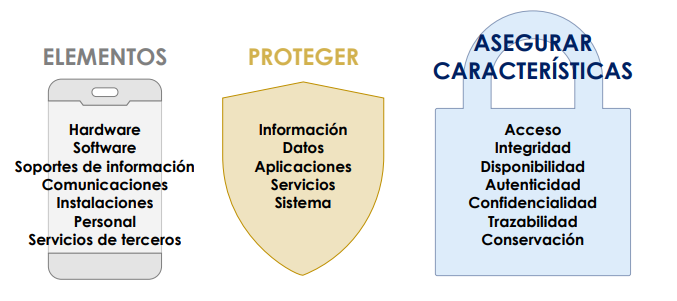 ELEMENTOS
Hardware
Software
Soportes de información
Comunicaciones
Instalaciones
Personal
Servicios de terceros
PROTEGER
Información
Datos
Aplicaciones
Servicios
Sistema
ASEGURAR
CARACTERÍSTICAS
Acceso
Integridad
Disponibilidad
Autenticidad
Confidencialidad
Trazabilidad
Conservación